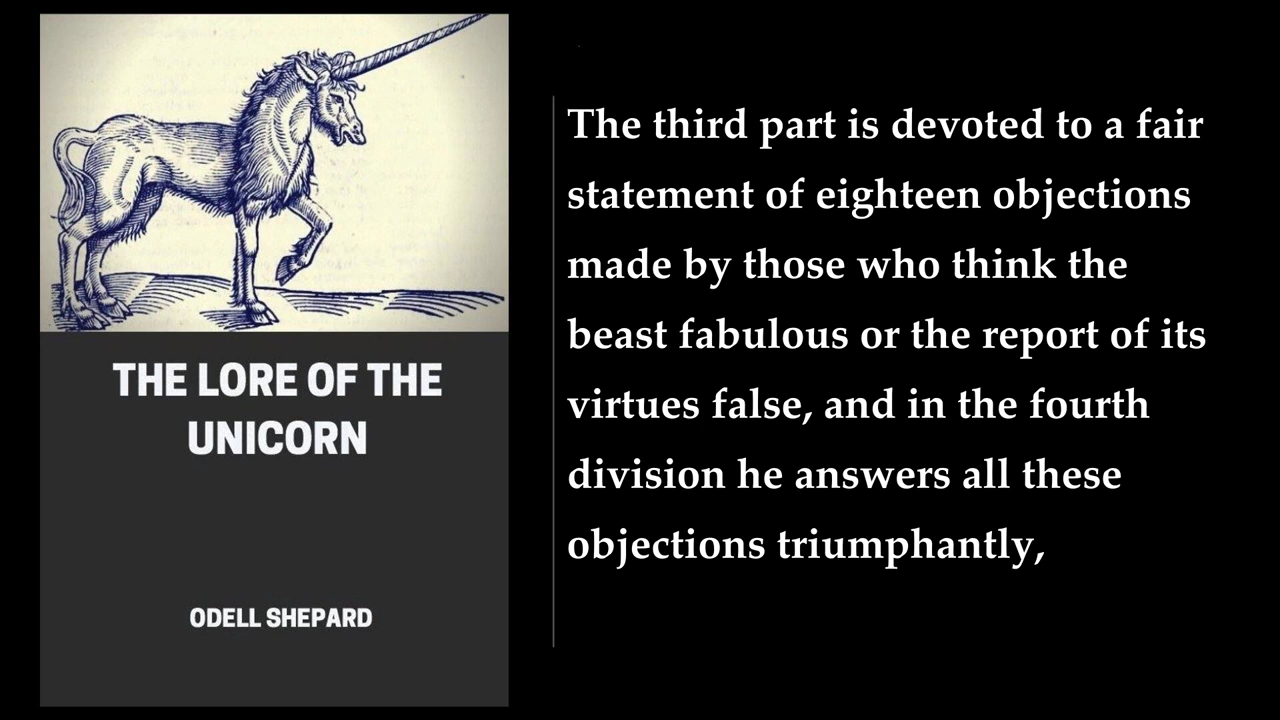 THE LORE OF THE
UNICORN
ODELL SHEPARD
The third part is devoted to a fair
statement of eighteen objections
made by those who think the
beast fabulous or the report of its
virtues false, and in the fourth
division he answers all these
objections triumphantly,